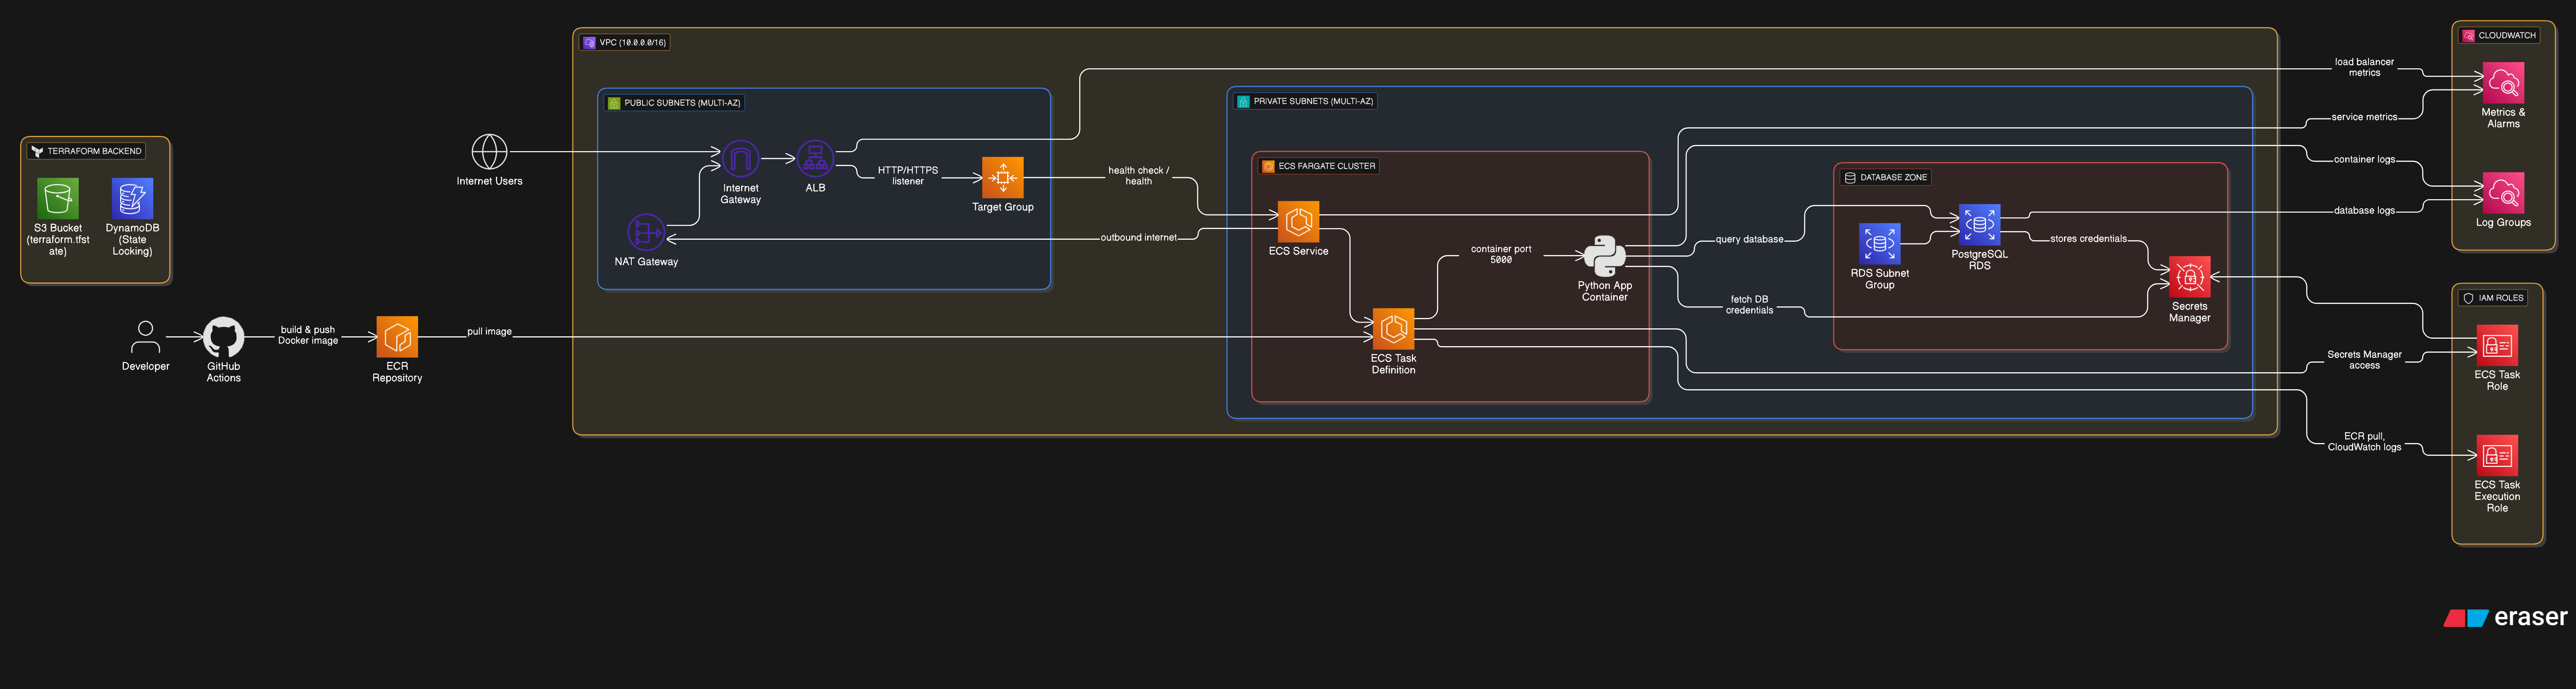 TERRAFORM BACKEND
S3 Bucket
(terraform.tfst
ate)
DynamoDB
(State
Locking)
Developer
GitHub
Actions
build & push
Docker image
ECR
Repository
pull image
Internet Users
VPC (10.0.0.0/16)
PUBLIC SUBNETS (MULTI-AZ)
Internet
Gateway
ALB
HTTP/HTTPS
listener
Target Group
NAT Gateway
health check /
health
outbound internet
PRIVATE SUBNETS (MULTI-AZ)
ECS FARGATE CLUSTER
ECS Service
container port
5000
Python App
Container
ECS Task
Definition
query database
fetch DB
credentials
DATABASE ZONE
RDS Subnet
Group
PostgreSQL
RDS
stores credentials
Secrets
Manager
load balancer
metrics
service metrics
container logs
database logs
CLOUDWATCH
Metrics &
Alarms
Log Groups
Secrets Manager
access
ECR pull,
CloudWatch logs
IAM ROLES
ECS Task
Role
ECS Task
Execution
Role
eraser